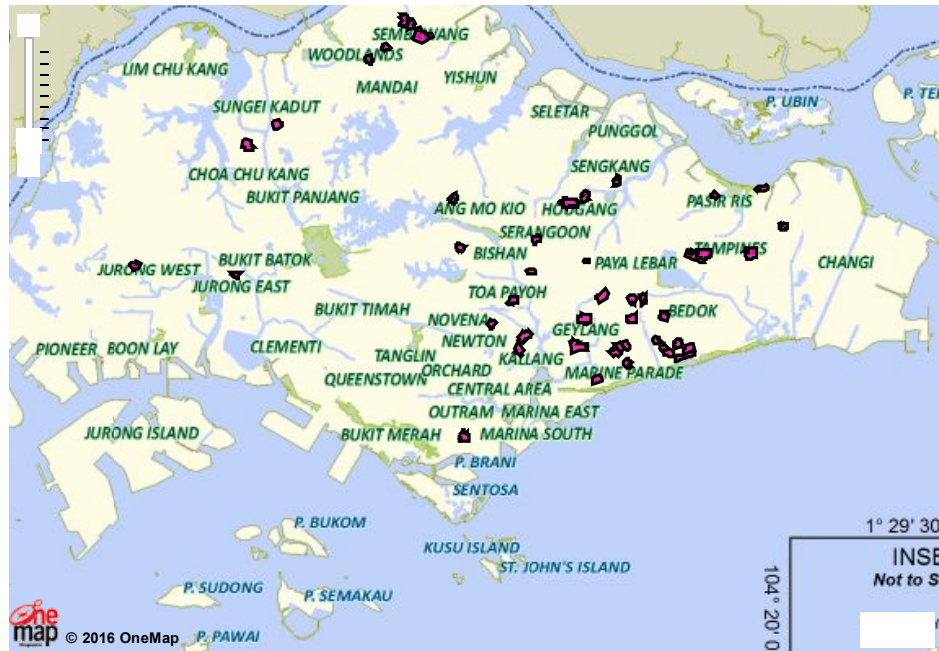 SEMBAWANG
WOODLANDS
LIM CHU KANG
MANDAI
YISHUN
SUNGEI KADUT
SELETAR
P. UBIN
PUNGGOL
SENGKANG
CHOA CHU KANG
BUKIT PANJANG
ANG MO KIO
HOUGANG
PASIR RIS
SERANGOON
BISHAN
TAMPINES
JURONG WEST
BUKIT BATOK
PAYA LEBAR
CHANGI
JURONG EAST
TOA PAYOH
BUKIT TIMAH
NOVENA
BEDOK
GEYLANG
PIONEER
BOON LAY
CLEMENTI
NEWTON
TANGLIN
KALLANG
ORCHARD
QUEENSTOWN
MARINE PARADE
CENTRAL AREA
OUTRAM
MARINA EAST
JURONG ISLAND
BUKIT MERAH
MARINA SOUTH
P. BRANI
SENTOSA
P. BUKOM
KUSU ISLAND
ST. JOHN'S ISLAND
1° 29' 30
INSE
Not to S
104° 20' 0
P. SUDONG
P. SEMAKAU
One
map
© 2016 OneMap
P. PAWAI